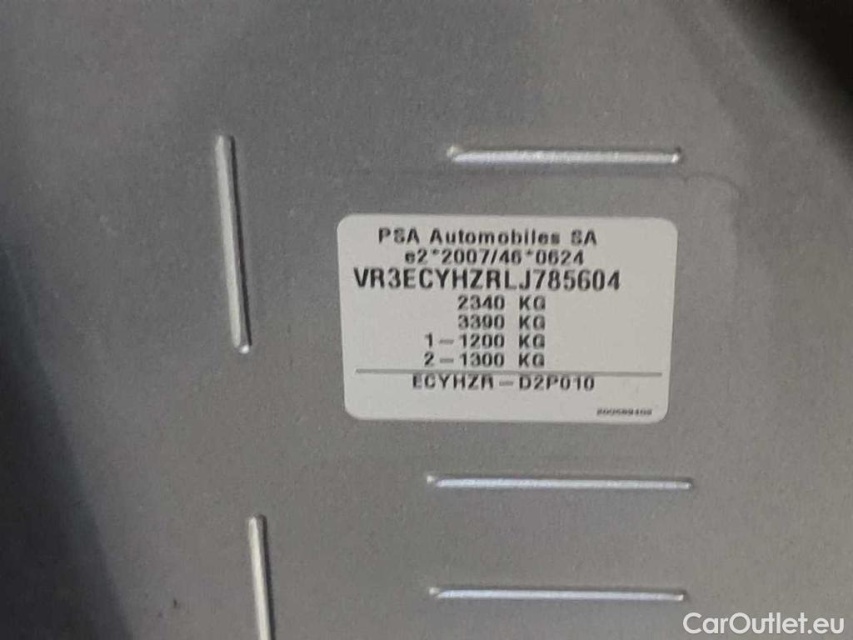 PSA Automobiles SA
e2*2007/46*0624
VR3ECYHZRLJ785604
2340 KG
3390 KG
1-1200 KG
2-1300 KG
ECYHZR-D2P010
CarOutlet.eu